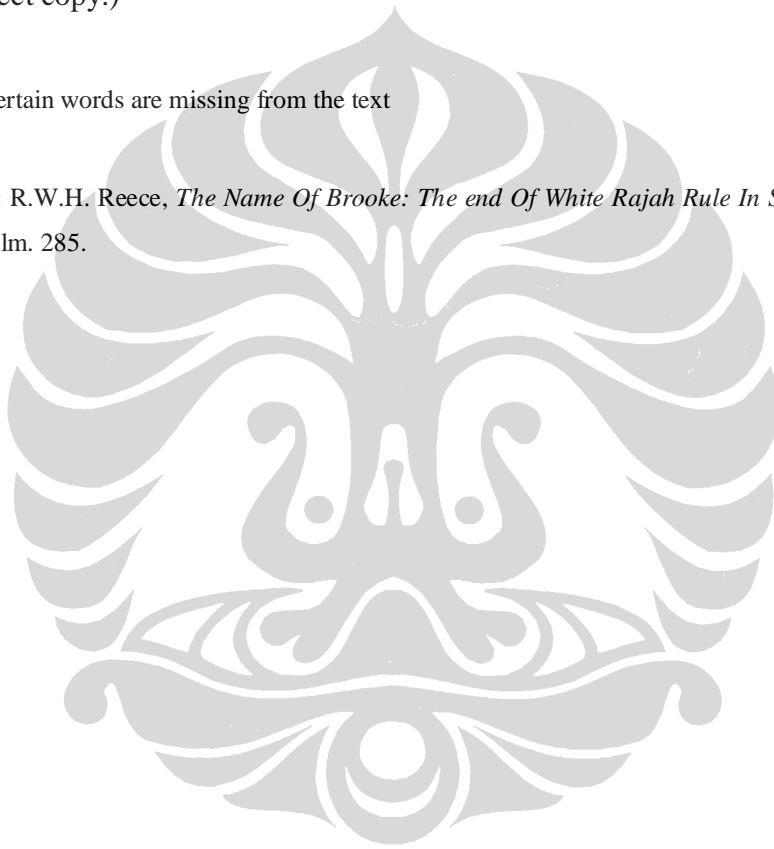 ect copy.)
ertain words are missing from the text
R.W.H. Reece, The Name Of Brooke: The end Of White Rajah Rule In S
lm. 285.